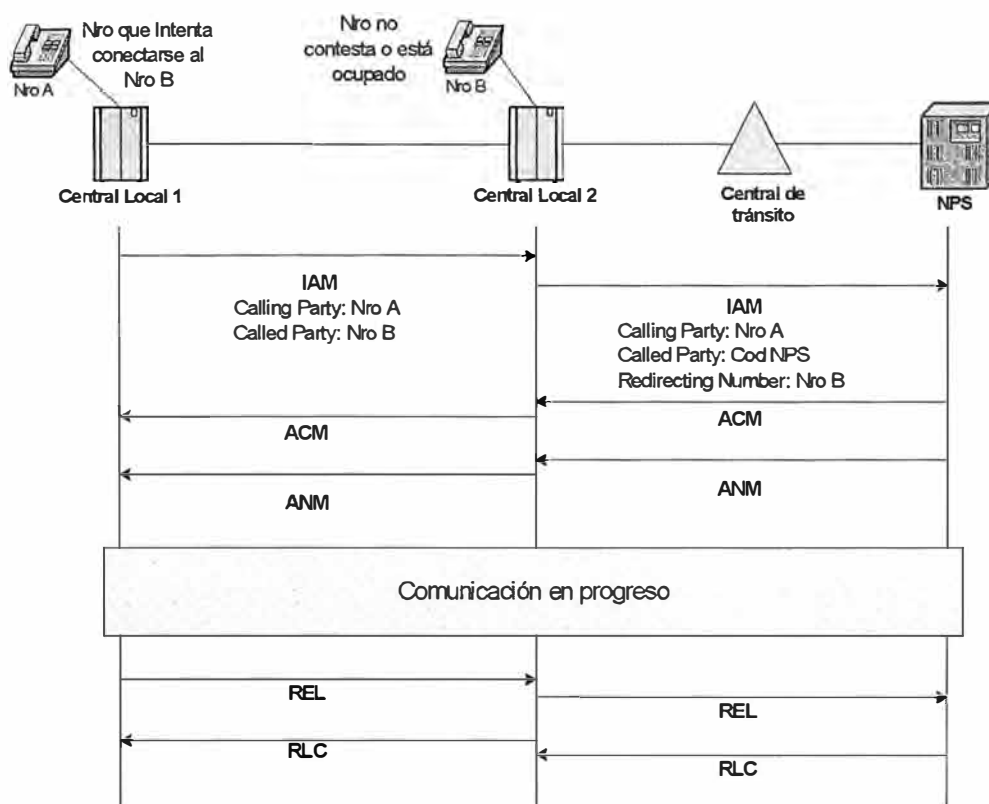 Nro que Intenta
conectarse al
Nro B
Nro A
Nro no
contesta o está
ocupado
Nro B
Central Local 1
Central Local 2
Central de
tránsito
NPS
IAM
Calling Party: Nro A
Called Party: Nro B
IAM
Calling Party: Nro A
Called Party: Cod NPS
Redirecting Number: Nro B
ACM
ACM
ANM
ANM
Comunicación en progreso
REL
REL
RLC
RLC